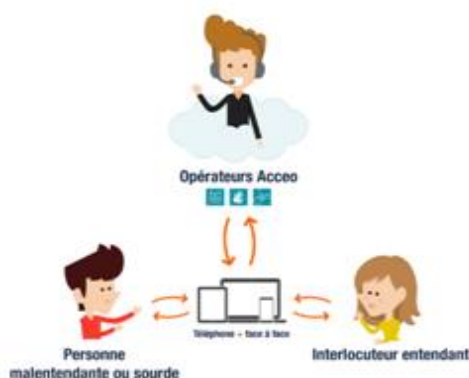 Opérateurs Acceo
Téléphone - face à face
Personne
malentendante ou sourde
Interlocuteur entendant